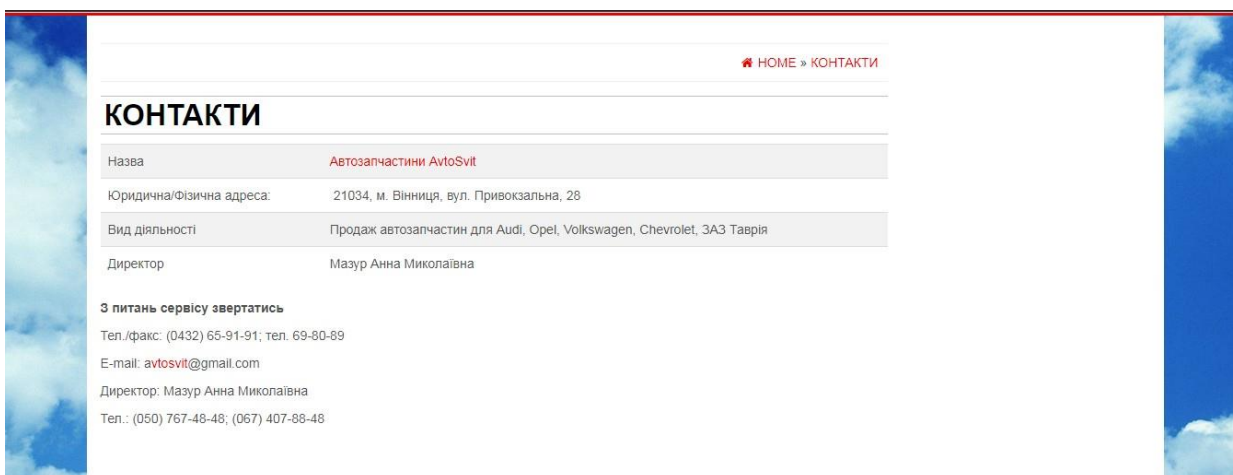 HOME » КОНТАКТИ
КОНТАКТИ
Назва Автозапчастини AvtoSvit
Юридична/Фізична адреса: 21034, м. Вінниця, вул. Привокзальна, 28
Вид діяльності Продаж автозапчастин для Audi, Opel, Volkswagen, Chevrolet, ЗАЗ Таврія
Директор Мазур Анна Миколаївна
З питань сервісу звертатись
Тел./факс: (0432) 65-91-91; тел. 69-80-89
E-mail: avtosvit@gmail.com
Директор: Мазур Анна Миколаївна
Тел.: (050) 767-48-48; (067) 407-88-48